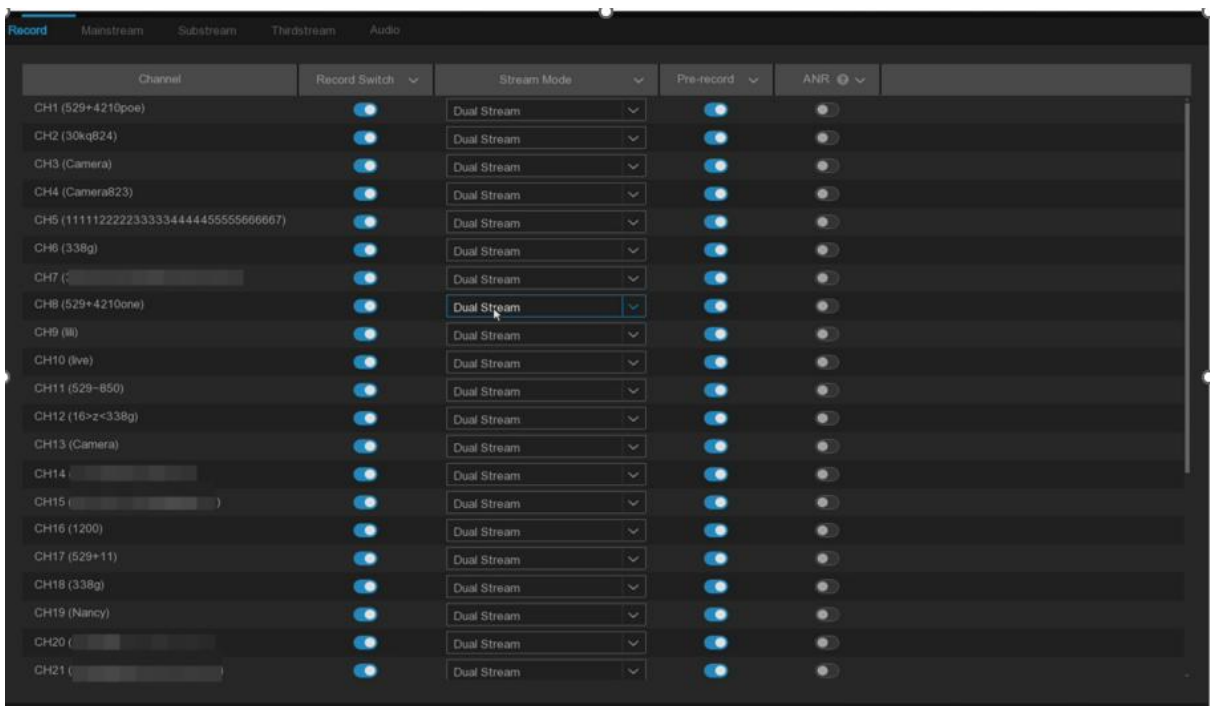 Record Mainstream Substream Thirdstream Audio
Channel Record Switch Stream Mode Pre-record ANR
CH1 (529+4210poe) Dual Stream
CH2 (30kq824) Dual Stream
CH3 (Camera) Dual Stream
CH4 (Camera823) Dual Stream
CH5 (1111122222333334444455555666667) Dual Stream
CH6 (338g) Dual Stream
CH7 ( Dual Stream
CH8 (529+4210one) Dual Stream
CH9 (lili) Dual Stream
CH10 (live) Dual Stream
CH11 (529~850) Dual Stream
CH12 (16>z<338g) Dual Stream
CH13 (Camera) Dual Stream
CH14 Dual Stream
CH15 ( ) Dual Stream
CH16 (1200) Dual Stream
CH17 (529+11) Dual Stream
CH18 (338g) Dual Stream
CH19 (Nancy) Dual Stream
CH20 ( Dual Stream
CH21 ( ) Dual Stream